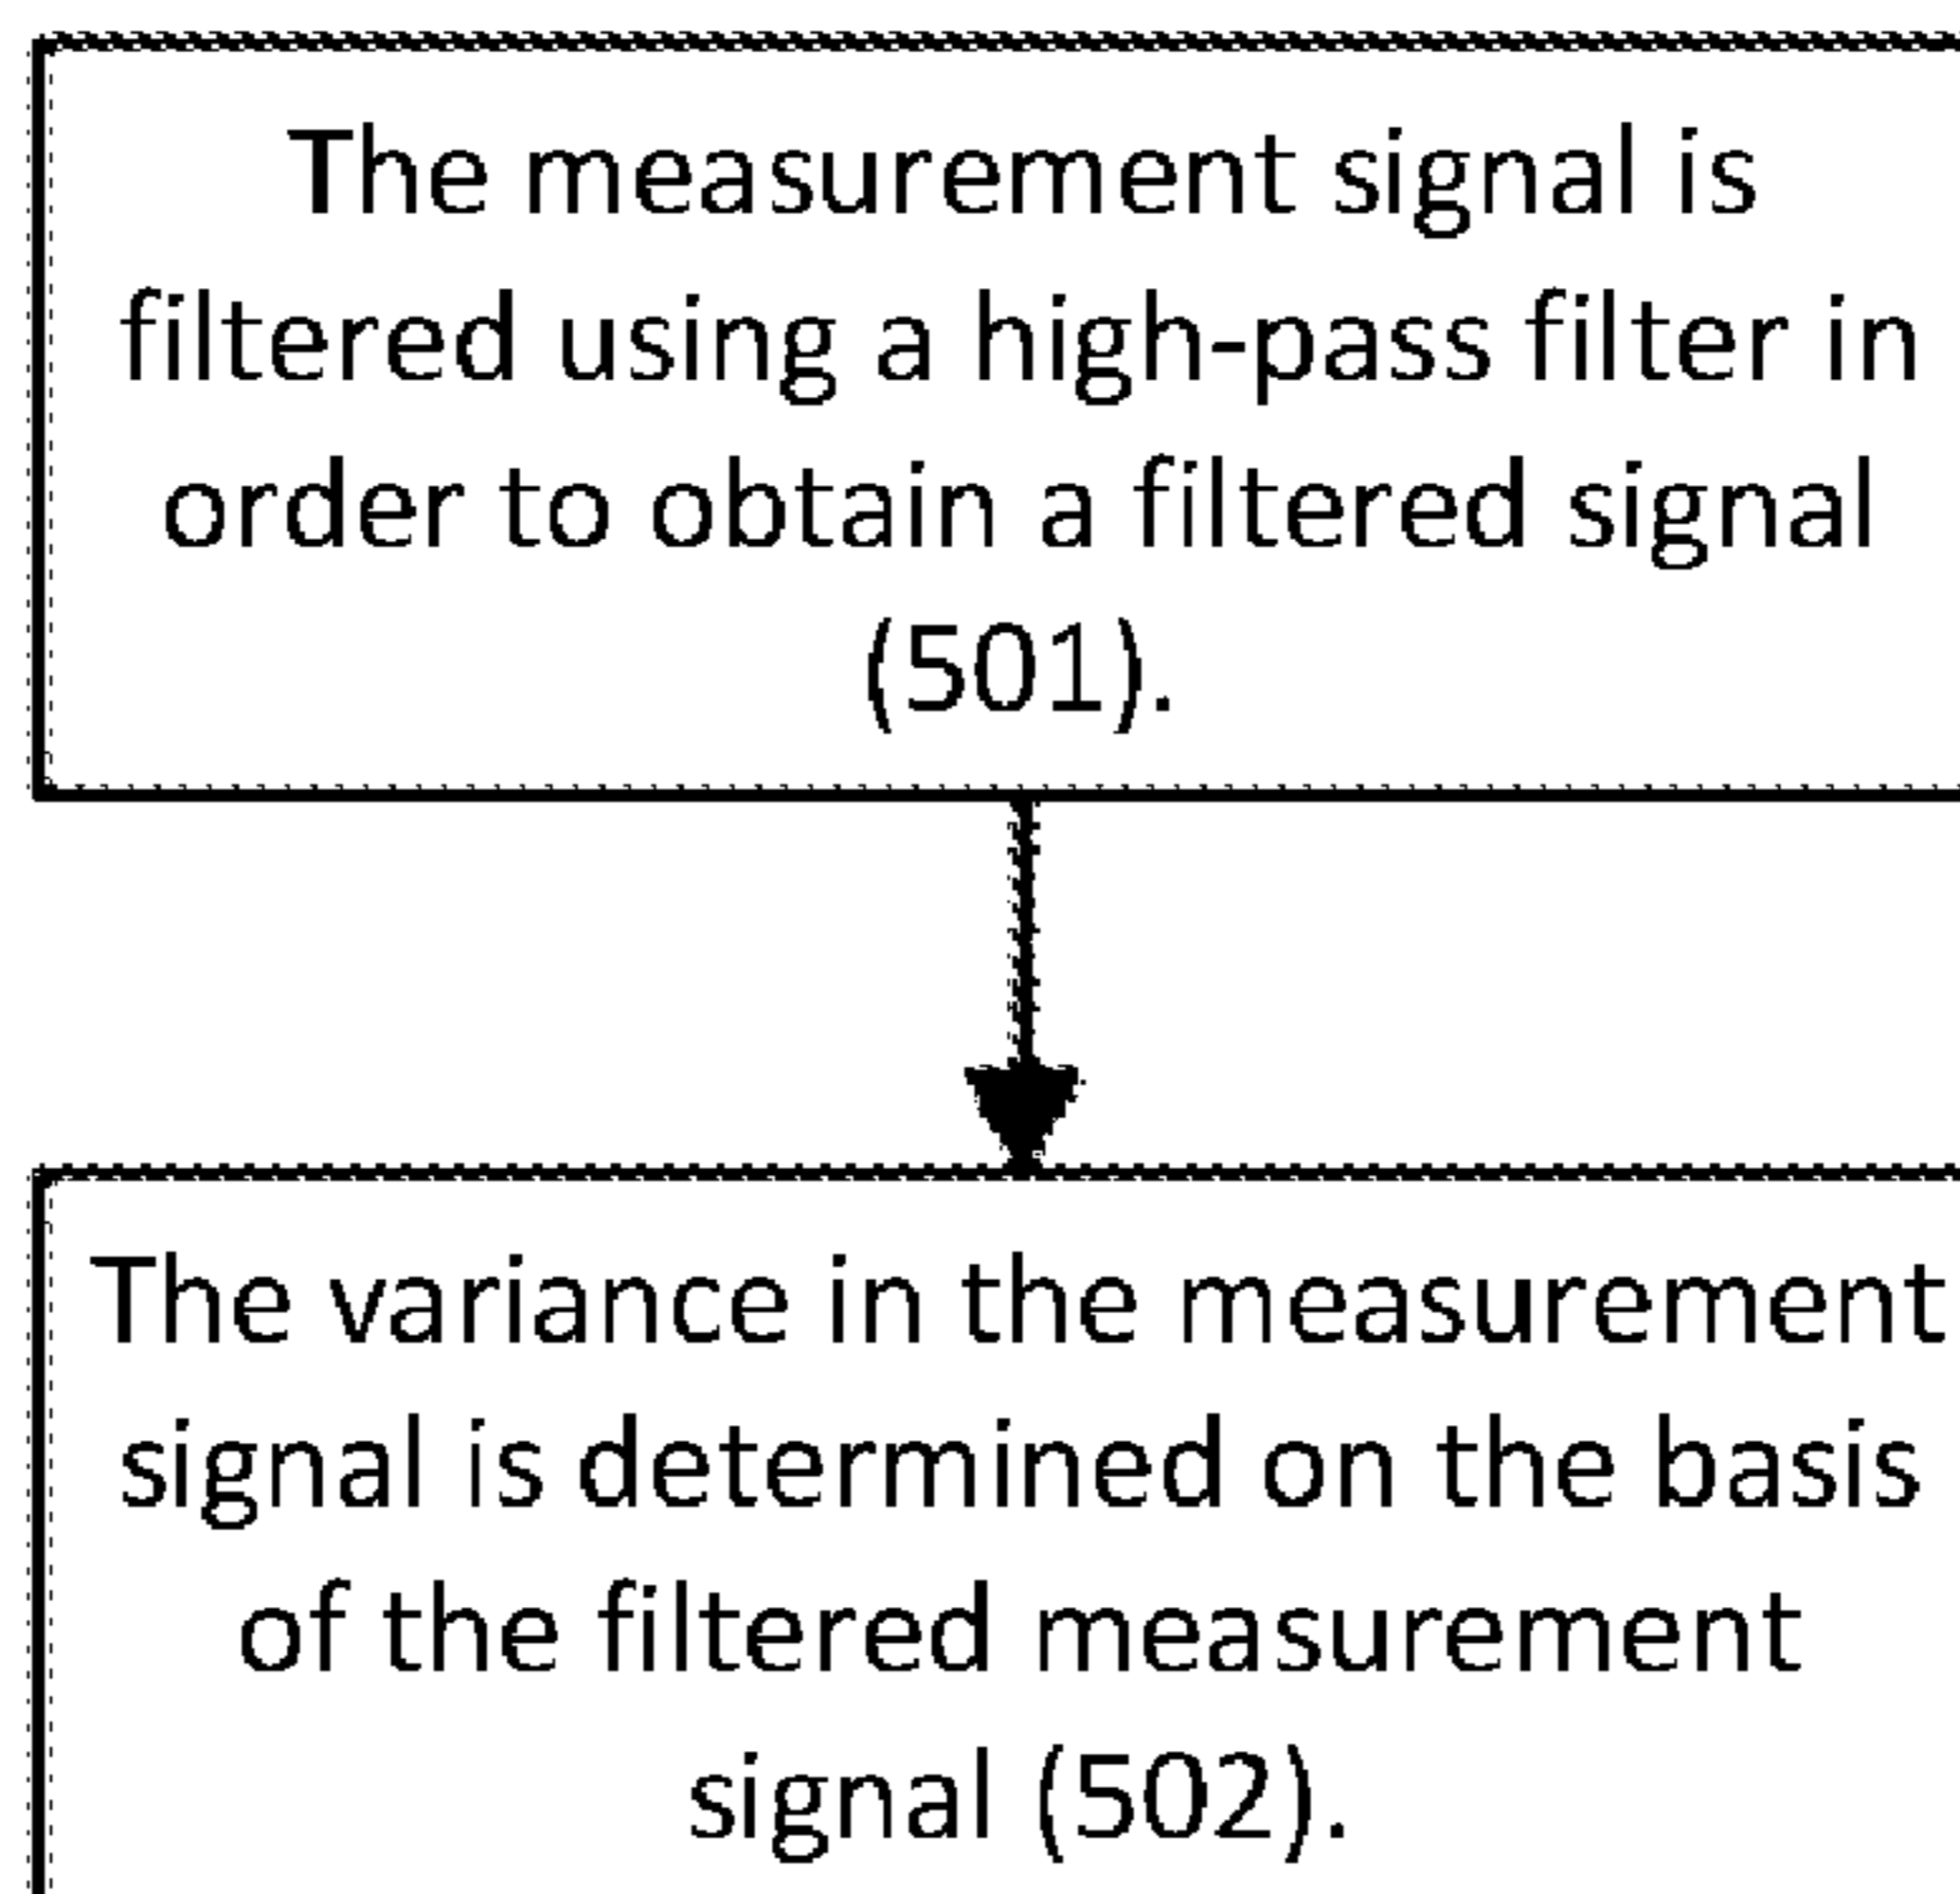 The measurement signal is
filtered using a high-pass filter in
order to obtain a filtered signal
(501).
The variance in the measurement
signal is determined on the basis
of the filtered measurement
signal (502).